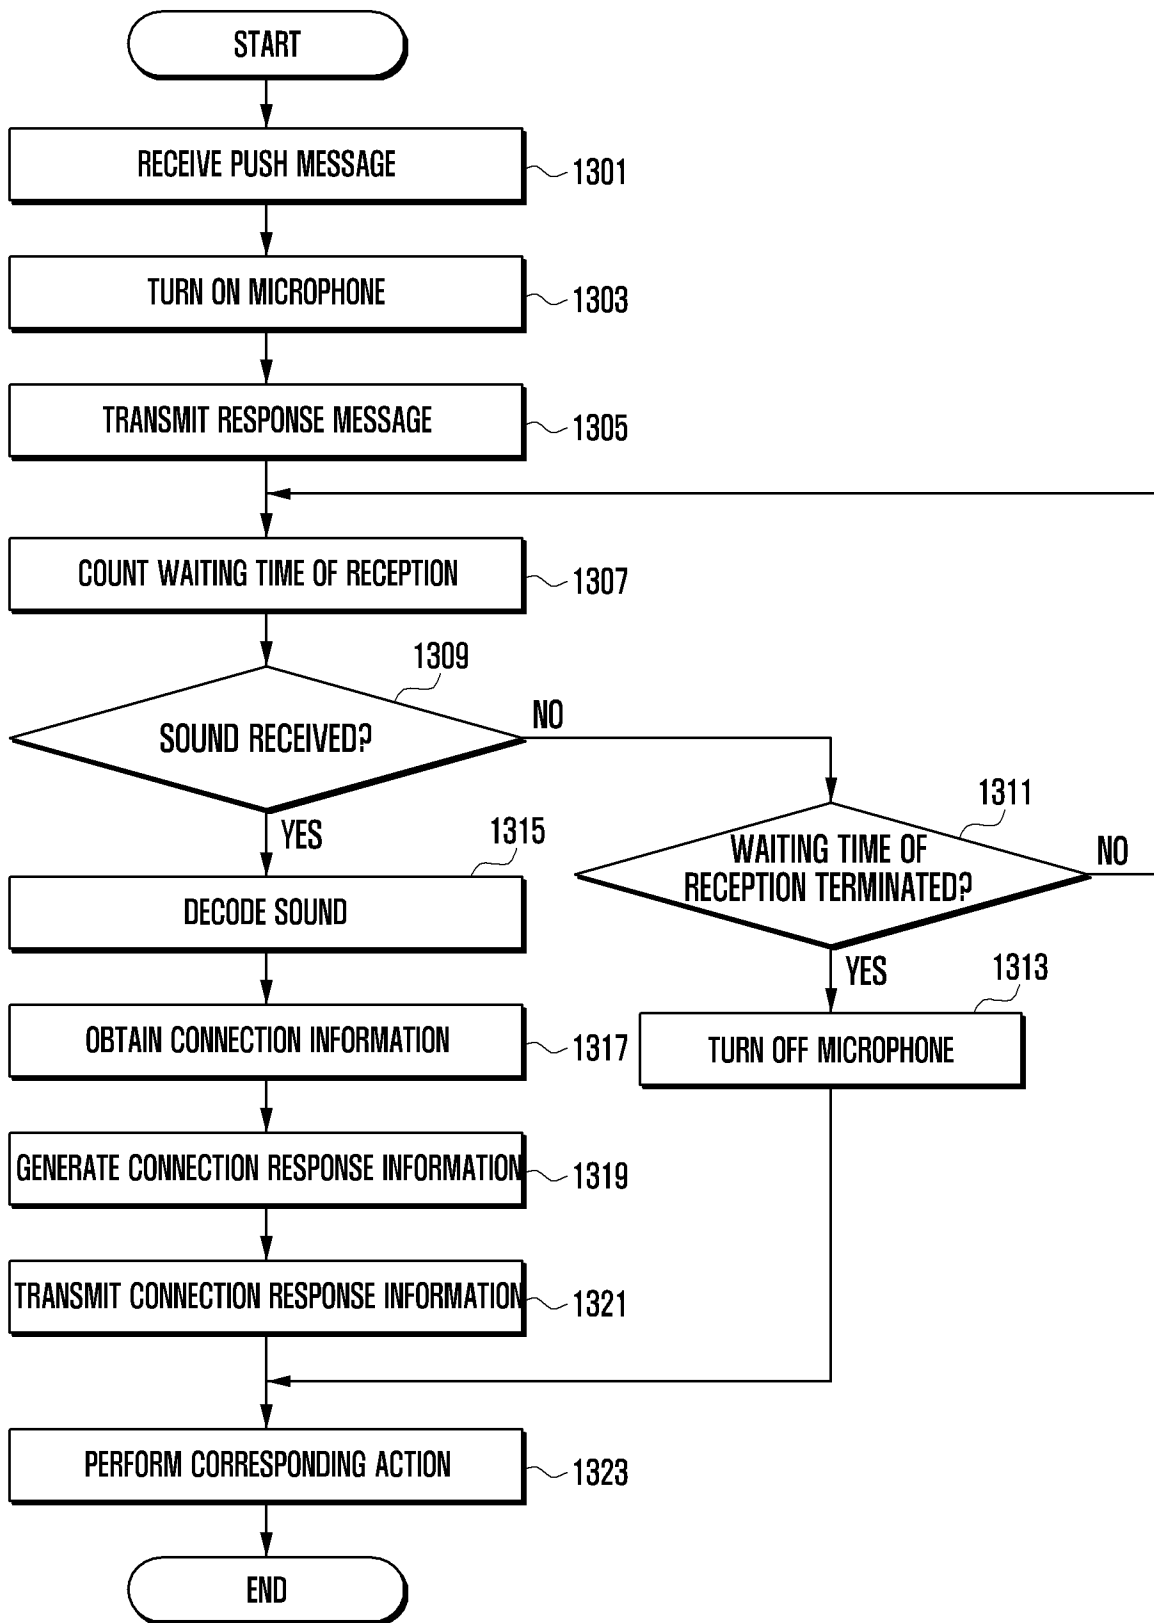 START
RECEIVE PUSH MESSAGE
1301
TURN ON MICROPHONE
1303
TRANSMIT RESPONSE MESSAGE
1305
COUNT WAITING TIME OF RECEPTION
1307
1309
SOUND RECEIVED?
NO
YES
1311
WAITING TIME OF
RECEPTION TERMINATED?
NO
YES
1315
DECODE SOUND
1313
TURN OFF MICROPHONE
OBTAIN CONNECTION INFORMATION
1317
GENERATE CONNECTION RESPONSE INFORMATION
1319
TRANSMIT CONNECTION RESPONSE INFORMATION
1321
PERFORM CORRESPONDING ACTION
1323
END